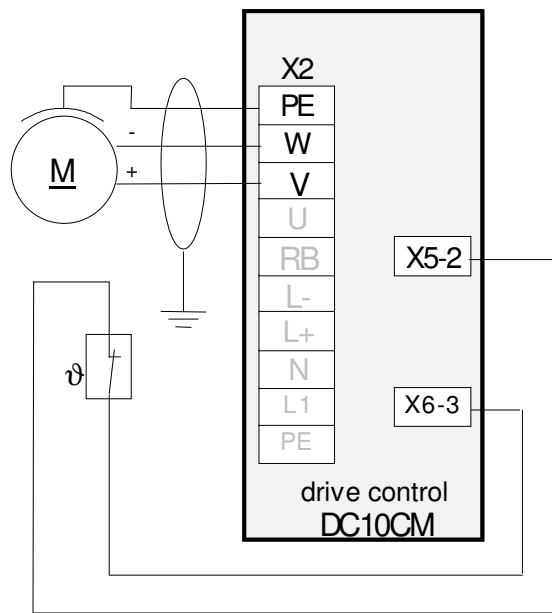 X2
PE
-
W
M
+
V
U
RB
X5-2
L-
L+
ϑ
N
L1
X6-3
PE
drive control
DC10CM